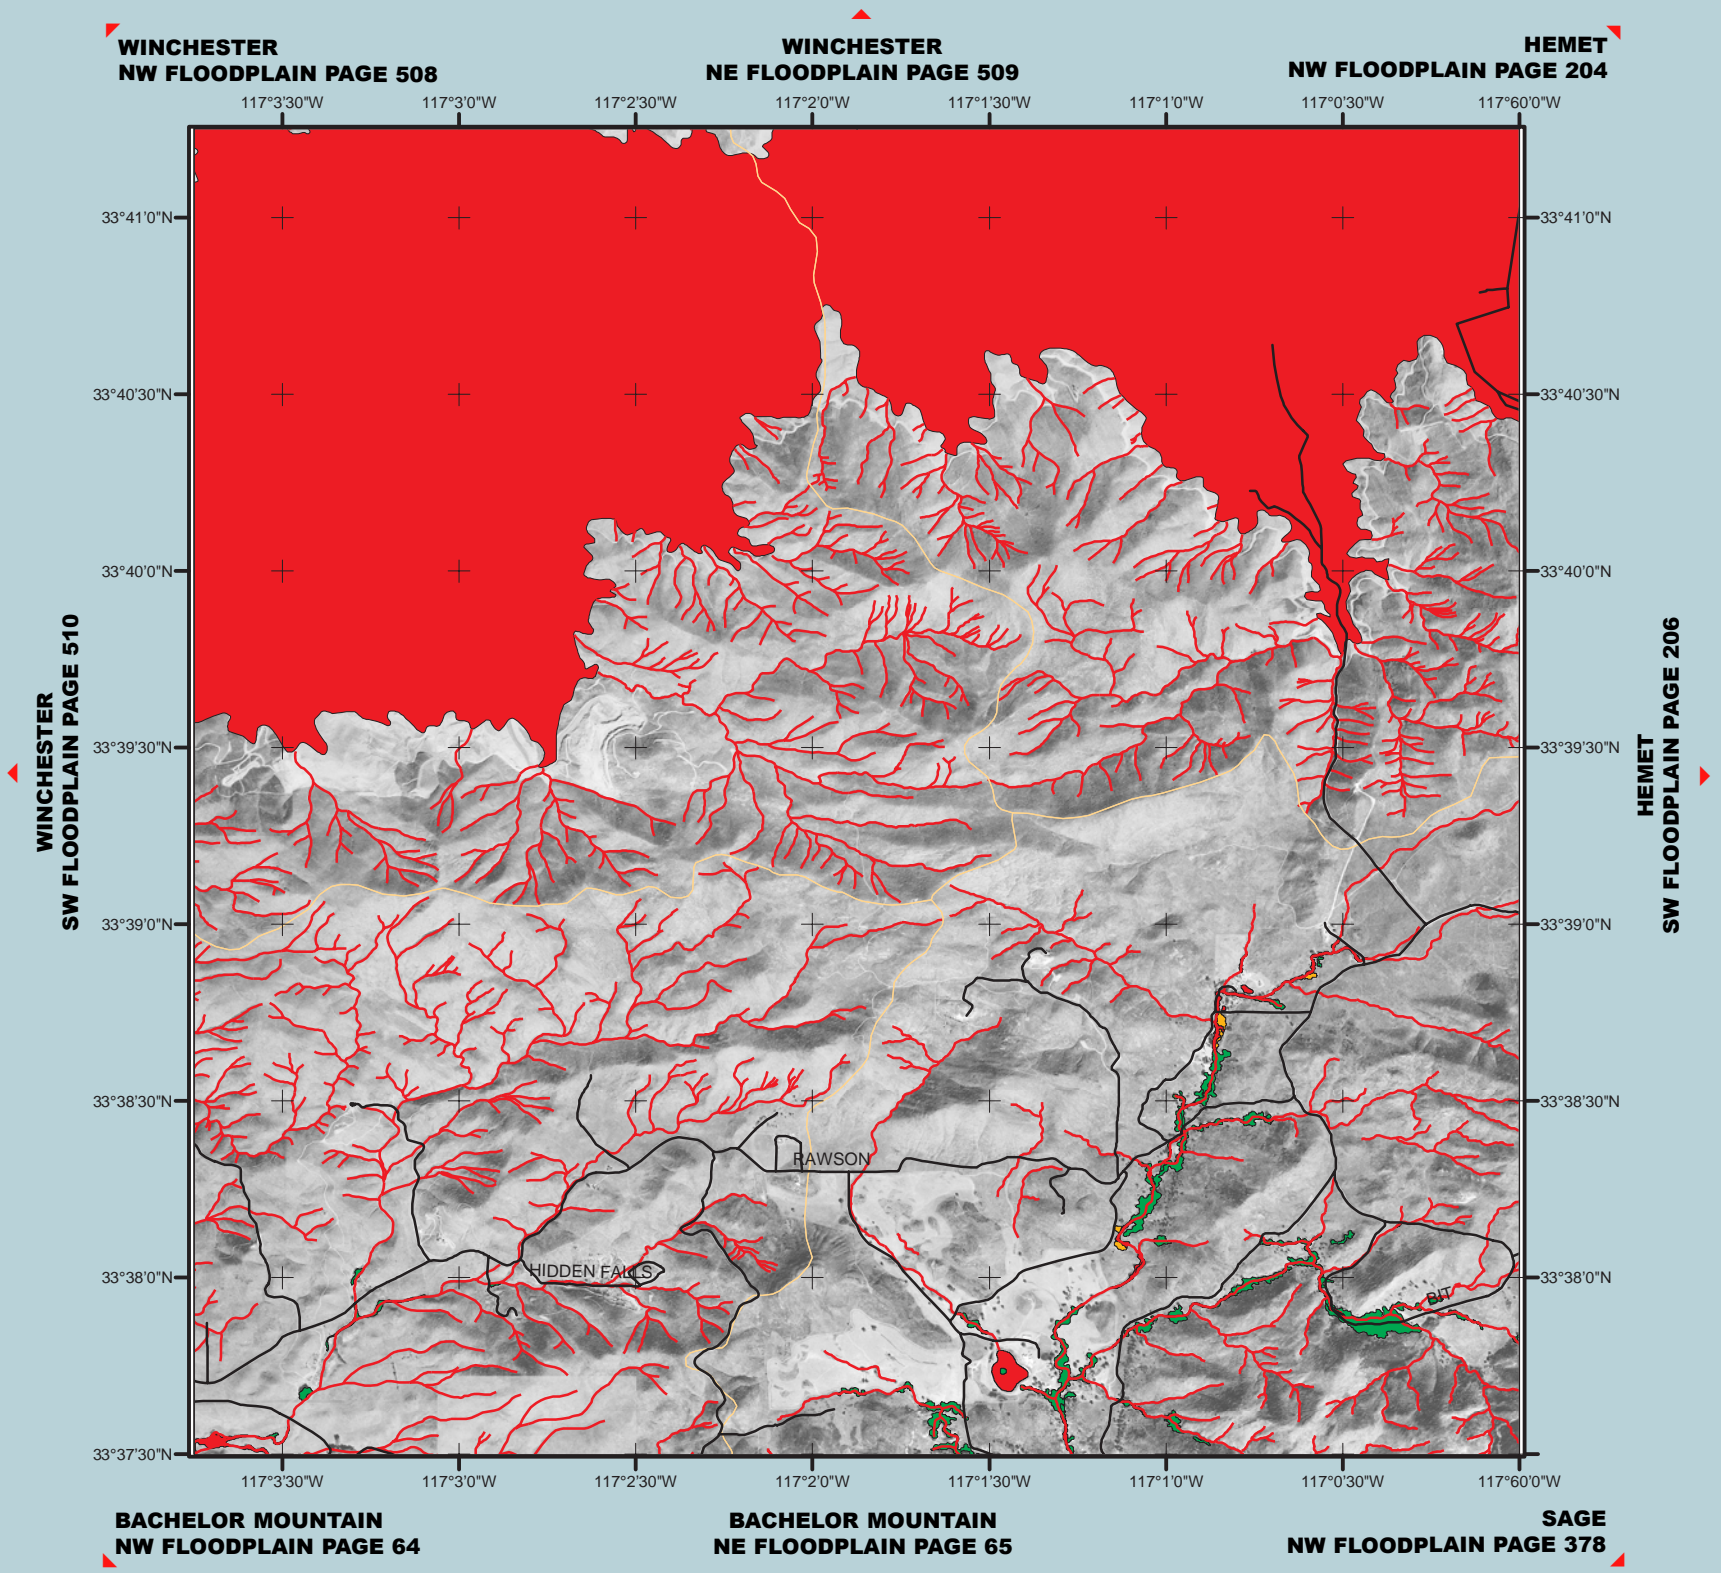 WINCHESTER
NW FLOODPLAIN PAGE 508
WINCHESTER
NE FLOODPLAIN PAGE 509
HEMET
NW FLOODPLAIN PAGE 204
117°3'30"W
117°3'0"W
117°2'30"W
117°2'0"W
117°1'30"W
117°1'0"W
117°0'30"W
117°60'0"W
33°41'0"N
33°41'0"N
33°40'30"N
33°40'30"N
33°40'0"N
33°40'0"N
WINCHESTER
SW FLOODPLAIN PAGE 510
HEMET
SW FLOODPLAIN PAGE 206
33°39'30"N
33°39'30"N
33°39'0"N
33°39'0"N
33°38'30"N
33°38'30"N
RAWSON
HIDDEN FALLS
33°38'0"N
33°38'0"N
BIT
33°37'30"N
117°3'30"W
117°3'0"W
117°2'30"W
117°2'0"W
117°1'30"W
117°1'0"W
117°0'30"W
117°60'0"W
BACHELOR MOUNTAIN
NW FLOODPLAIN PAGE 64
BACHELOR MOUNTAIN
NE FLOODPLAIN PAGE 65
SAGE
NW FLOODPLAIN PAGE 378